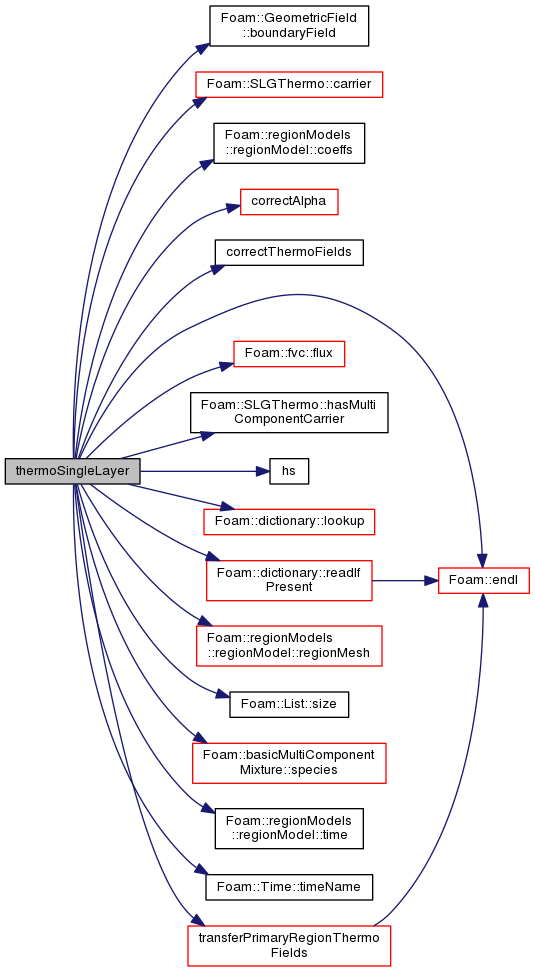 Foam::GeometricField
::boundaryField
Foam::SLGThermo::carrier
Foam::regionModels
::regionModel::coeffs
correctAlpha
correctThermoFields
Foam::fvc::flux
Foam::SLGThermo::hasMulti
ComponentCarrier
thermoSingleLayer
hs
Foam::dictionary::lookup
Foam::dictionary::readIf
Present
Foam::endl
Foam::regionModels
::regionModel::regionMesh
Foam::List::size
Foam::basicMultiComponent
Mixture::species
Foam::regionModels
::regionModel::time
Foam::Time::timeName
transferPrimaryRegionThermo
Fields